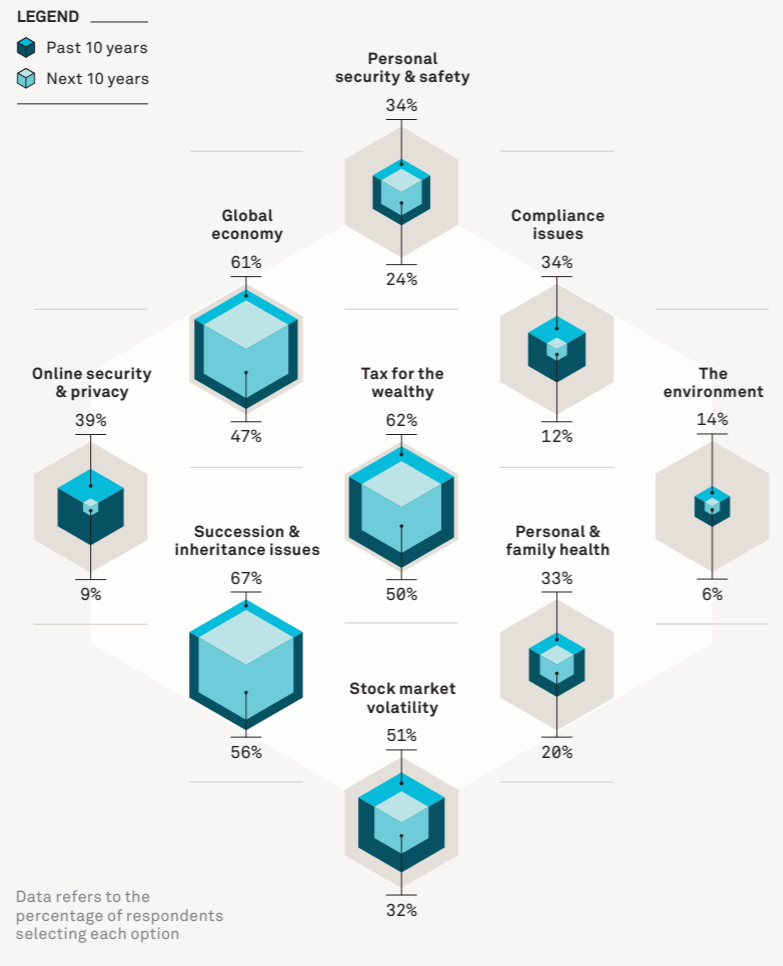 LEGEND
Past 10 years
Next 10 years
Personal
security & safety
34%
24%
Global
economy
61%
47%
Compliance
issues
34%
12%
Online security
& privacy
39%
9%
Tax for the
wealthy
62%
50%
The
environment
14%
6%
Succession &
inheritance issues
67%
56%
Personal &
family health
33%
20%
Stock market
volatility
51%
32%
Data refers to the
percentage of respondents
selecting each option